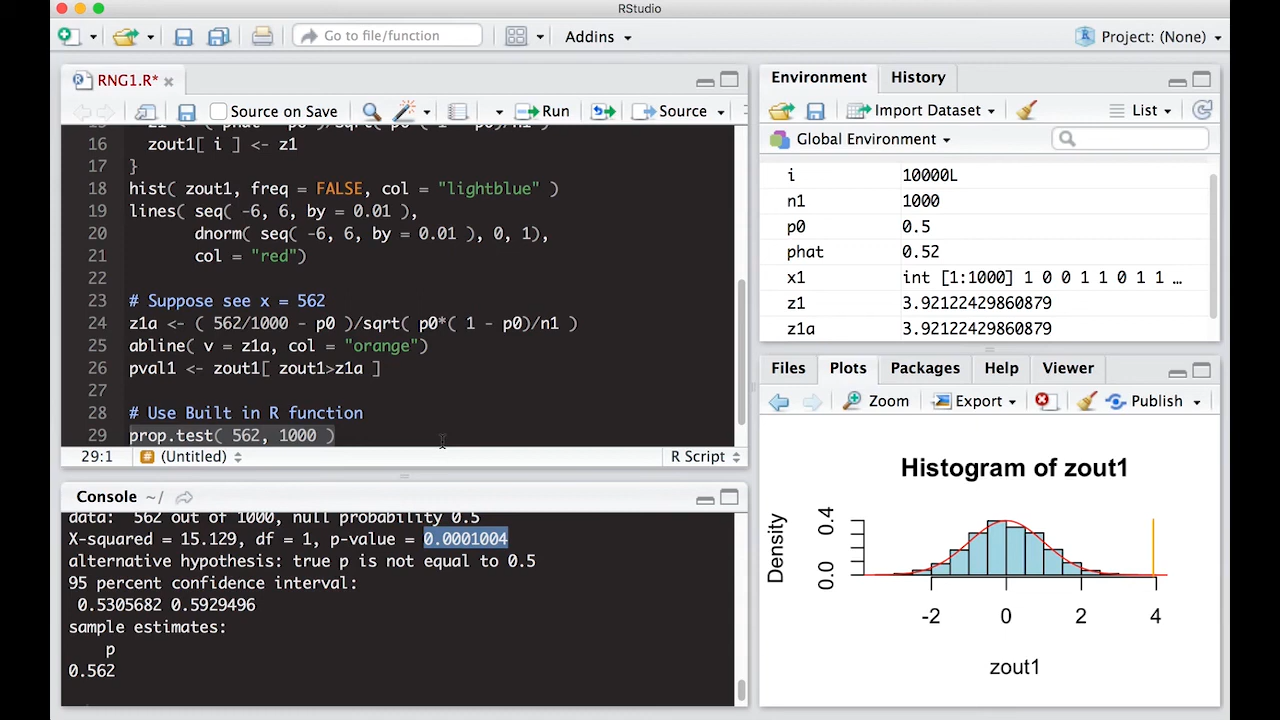 RStudio
Go to file/function
Addins
Project: (None)
RNG1.R*
Source on Save
Run
Source
16 zout1[ i ] <- z1
17 }
18 hist( zout1, freq = FALSE, col = "lightblue" )
19 lines( seq( -6, 6, by = 0.01 ),
20 dnorm( seq( -6, 6, by = 0.01 ), 0, 1),
21 col = "red")
22
23 # Suppose see x = 562
24 z1a <- ( 562/1000 - p0 )/sqrt( p0*( 1 - p0)/n1 )
25 abline( v = z1a, col = "orange")
26 pval1 <- zout1[ zout1>z1a ]
27
28 # Use Built in R function
29 prop.test( 562, 1000 )
29:1 (Untitled) R Script
Console ~/
data: 562 out of 1000, null probability 0.5
X-squared = 15.129, df = 1, p-value = 0.0001004
alternative hypothesis: true p is not equal to 0.5
95 percent confidence interval:
0.5305682 0.5929496
sample estimates:
p
0.562
Environment History
Import Dataset List
Global Environment
i 10000L
n1 1000
p0 0.5
phat 0.52
x1 int [1:1000] 1 0 0 1 1 0 1 1 …
z1 3.92122429860879
z1a 3.92122429860879
Files Plots Packages Help Viewer
Zoom Export Publish
Histogram of zout1
Density
0.4
0.0
-2 0 2 4
zout1